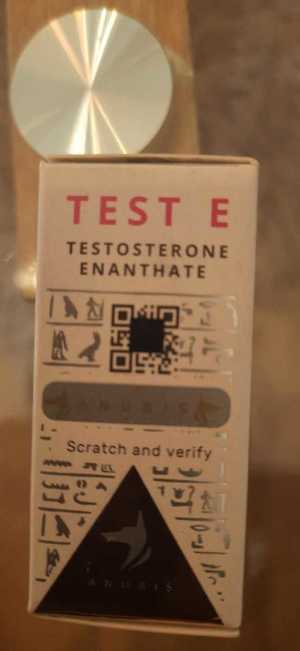 TEST E
TESTOSTERONE
ENANTHATE
ANUBIS
Scratch and verify
ANUBIS